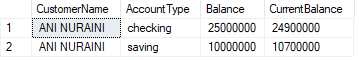 CustomerName AccountType Balance CurrentBalance
1 ANI NURAINI checking 25000000 24900000
2 ANI NURAINI saving 10000000 10700000